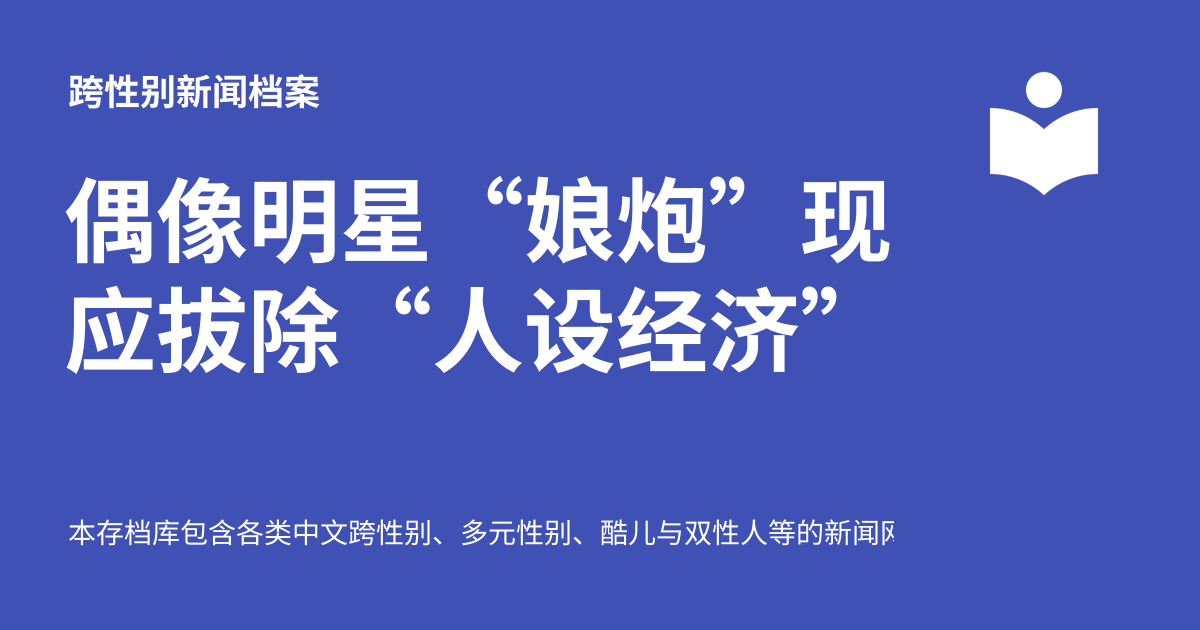 跨性别新闻档案
偶像明星“娘炮”现
应拔除“人设经济”
本存档库包含各类中文跨性别、多元性别、酷儿与双性人等的新闻